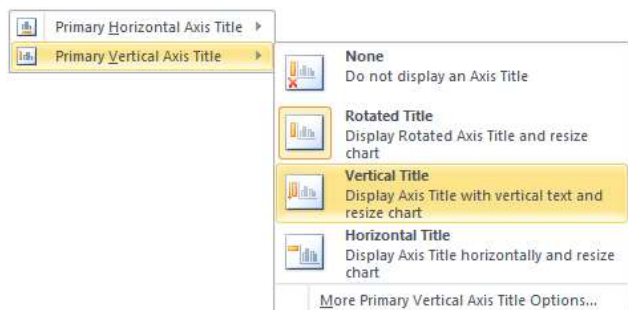 Primary Horizontal Axis Title
Primary Vertical Axis Title
None
Do not display an Axis Title
Rotated Title
Display Rotated Axis Title and resize
chart
Vertical Title
Display Axis Title with vertical text and
resize chart
Horizontal Title
Display Axis Title horizontally and resize
chart
More Primary Vertical Axis Title Options...